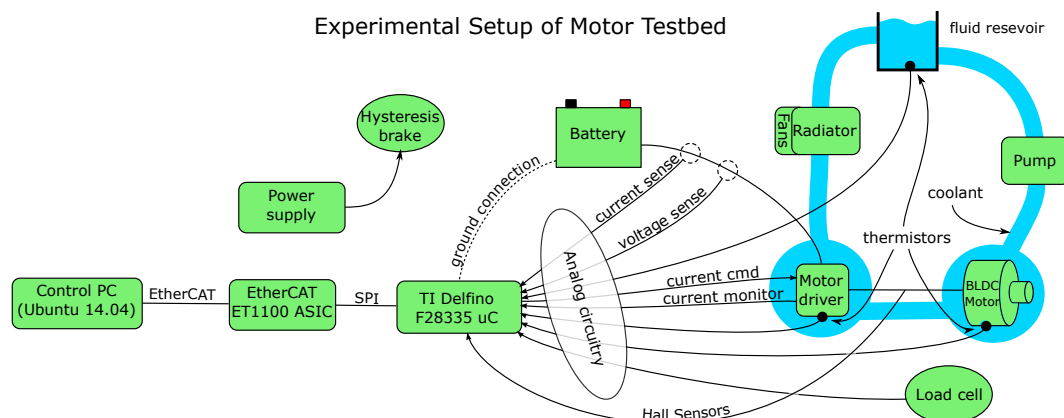 Experimental Setup of Motor Testbed
fluid resevoir
Hysteresis
brake
Battery
Fans
Radiator
Pump
Power
supply
ground connection
current sense
voltage sense
coolant
thermistors
Analog circuitry
Control PC
(Ubuntu 14.04)
EtherCAT
EtherCAT
ET1100 ASIC
SPI
TI Delfino
F28335 uC
current cmd
current monitor
Motor
driver
BLDC
Motor
Load cell
Hall Sensors